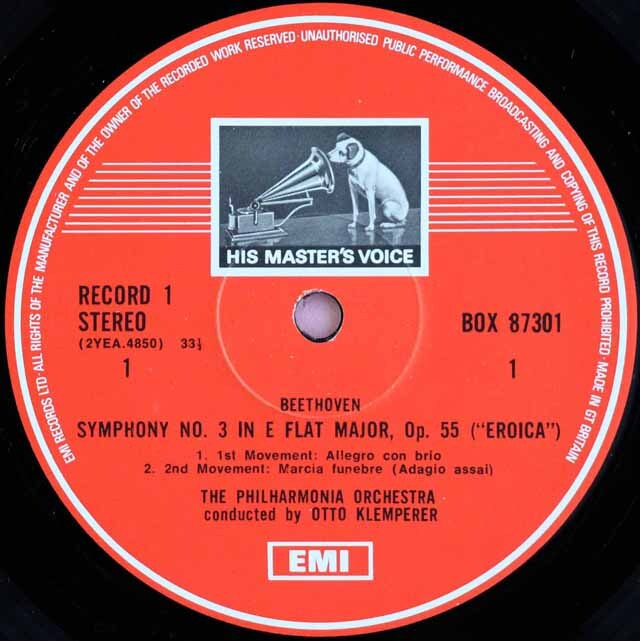 EMI RECORDS LTD · ALL RIGHTS OF THE MANUFACTURER AND OF THE OWNER OF THE RECORDED WORK RESERVED · UNAUTHORISED PUBLIC PERFORMANCE BROADCASTING AND COPYING OF THIS RECORD PROHIBITED · MADE IN GT BRITAIN
HIS MASTER'S VOICE
RECORD 1
STEREO
BOX 87301
(2YEA.4850) 33⅓
1
1
BEETHOVEN
SYMPHONY NO. 3 IN E FLAT MAJOR, Op. 55 ("EROICA")
1. 1st Movement: Allegro con brio
2. 2nd Movement: Marcia funebre (Adagio assai)
THE PHILHARMONIA ORCHESTRA
conducted by OTTO KLEMPERER
EMI